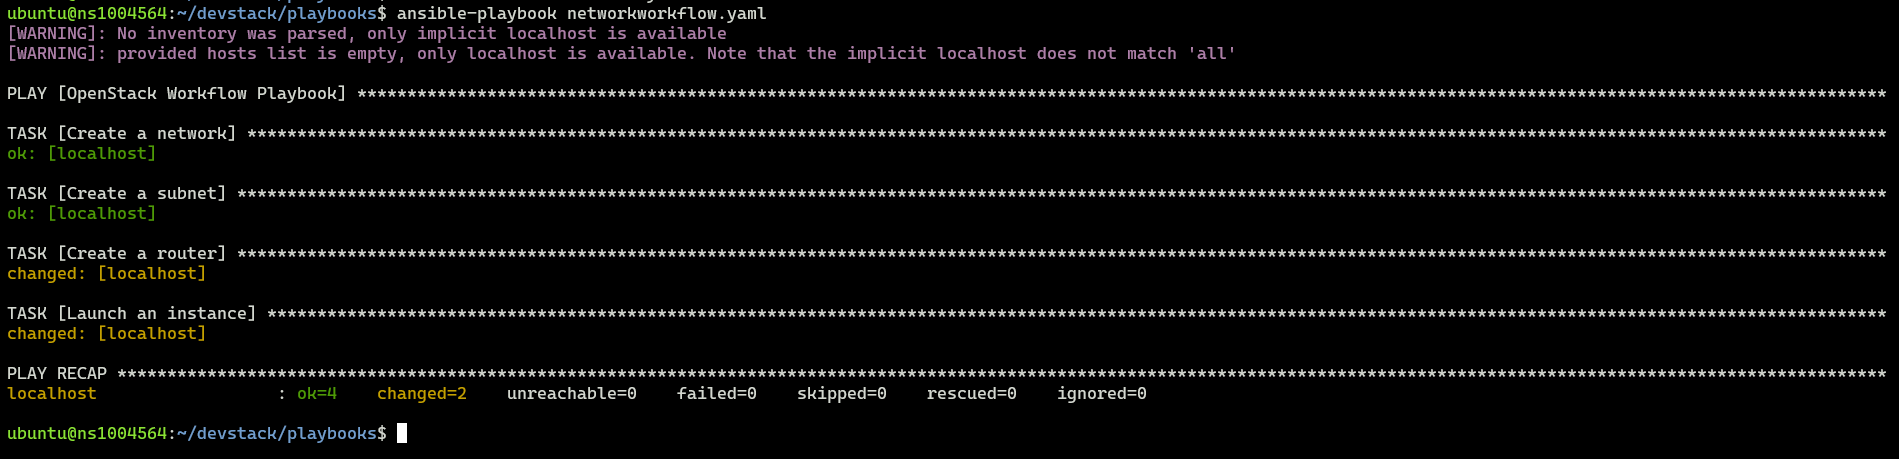 ubuntu@ns1004564:~/devstack/playbooks$ ansible-playbook networkworkflow.yaml
[WARNING]: No inventory was parsed, only implicit localhost is available
[WARNING]: provided hosts list is empty, only localhost is available. Note that the implicit localhost does not match 'all'
PLAY [OpenStack Workflow Playbook] *********************************************************************************************************************************************************
TASK [Create a network] ********************************************************************************************************************************************************************
ok: [localhost]
TASK [Create a subnet] *********************************************************************************************************************************************************************
ok: [localhost]
TASK [Create a router] *********************************************************************************************************************************************************************
changed: [localhost]
TASK [Launch an instance] ******************************************************************************************************************************************************************
changed: [localhost]
PLAY RECAP *********************************************************************************************************************************************************************************
localhost                  : ok=4    changed=2    unreachable=0    failed=0    skipped=0    rescued=0    ignored=0
ubuntu@ns1004564:~/devstack/playbooks$